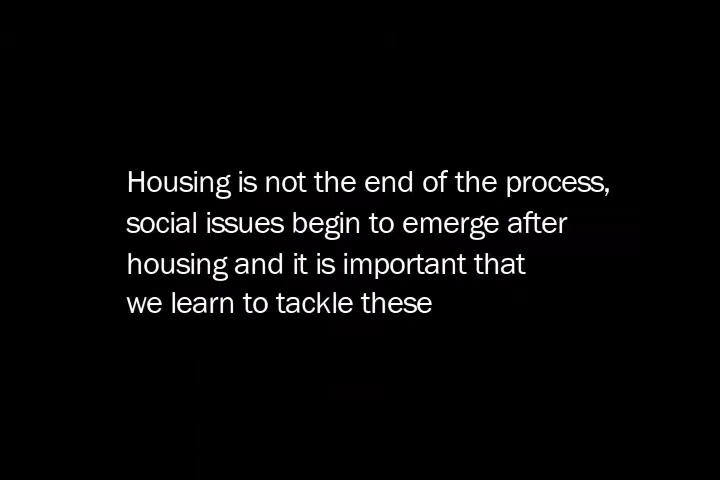 Housing is not the end of the process,
social issues begin to emerge after
housing and it is important that
we learn to tackle these